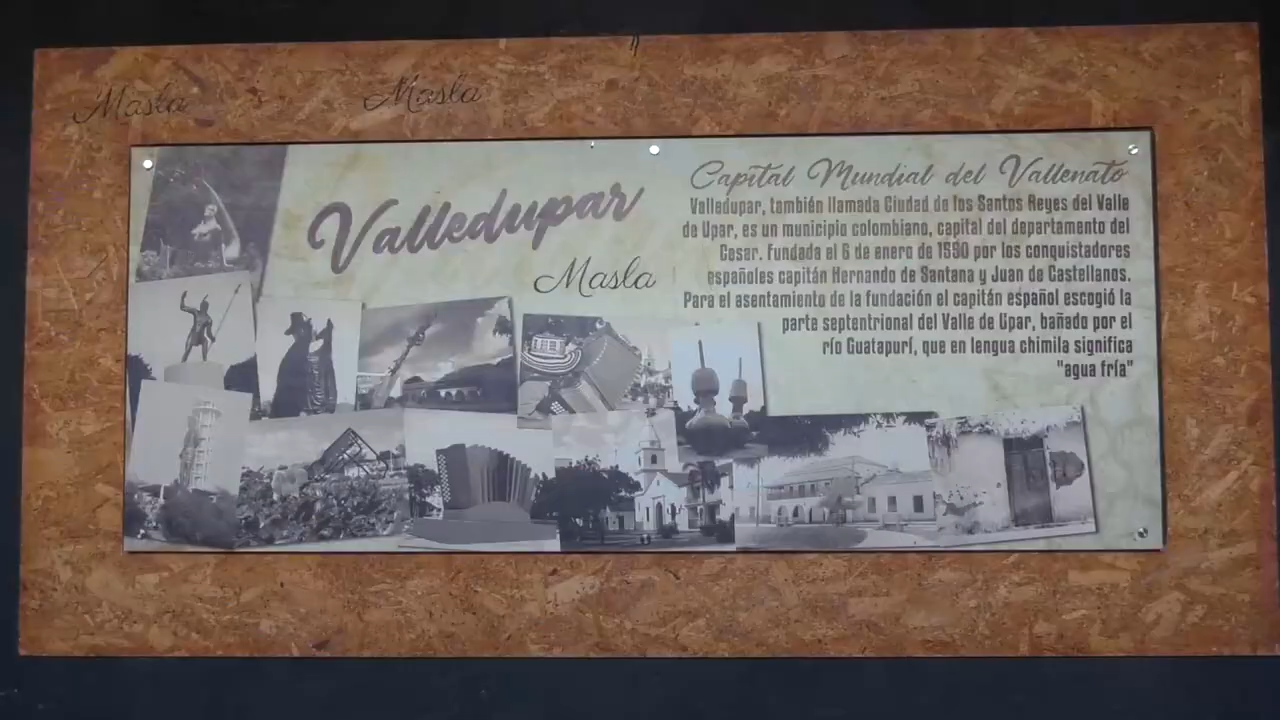 Masla
Masla
Valledupar
Masla
Capital Mundial del Vallenato
Valledupar, también llamada Ciudad de los Santos Reyes del Valle
de Upar, es un municipio colombiano, capital del departamento del
Cesar. Fundada el 6 de enero de 1550 por los conquistadores
españoles capitán Hernando de Santana y Juan de Castellanos.
Para el asentamiento de la fundación el capitán español escogió la
parte septentrional del Valle de Upar, bañado por el
río Guatapurí, que en lengua chimila significa
"agua fría"